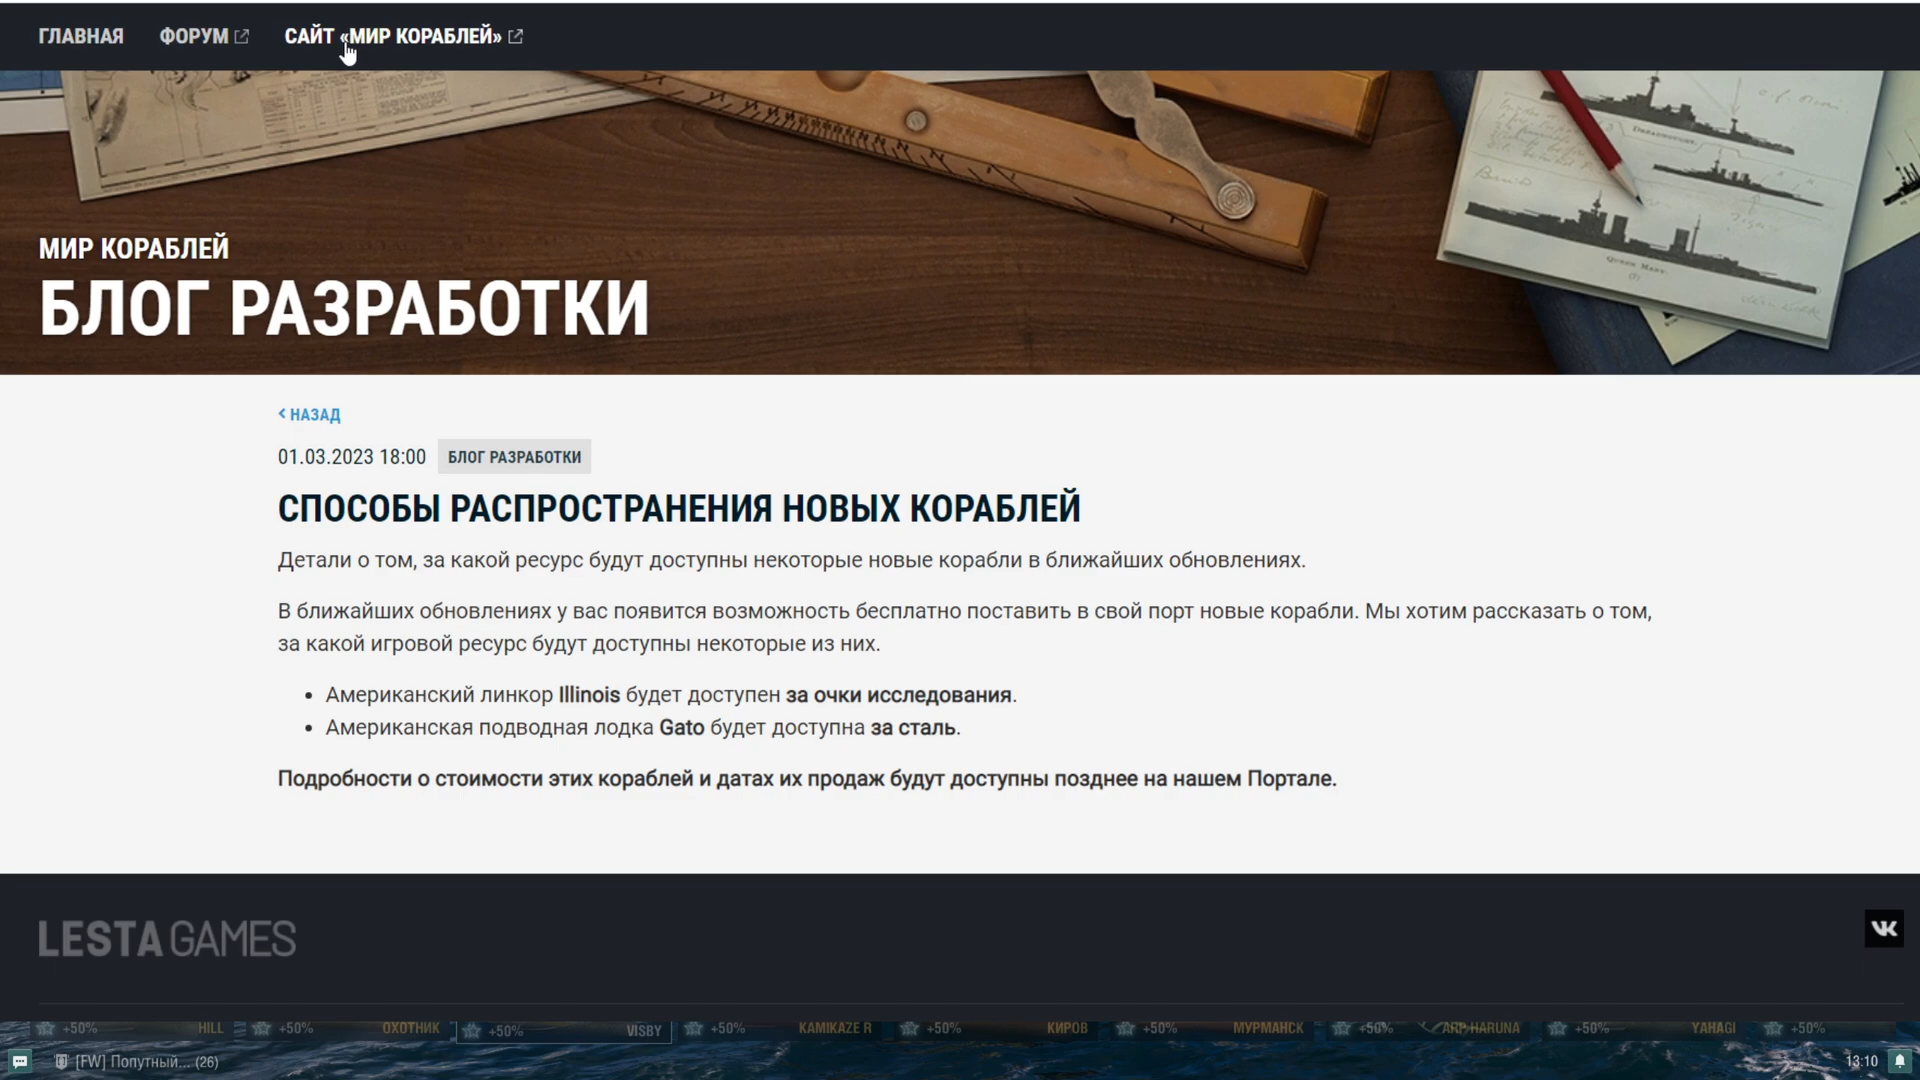 ГЛАВНАЯ ФОРУМ САЙТ «МИР КОРАБЛЕЙ»
DREADNOUGHT.
QUEEN MARY.
МИР КОРАБЛЕЙ
БЛОГ РАЗРАБОТКИ
НАЗАД
01.03.2023 18:00 БЛОГ РАЗРАБОТКИ
СПОСОБЫ РАСПРОСТРАНЕНИЯ НОВЫХ КОРАБЛЕЙ
Детали о том, за какой ресурс будут доступны некоторые новые корабли в ближайших обновлениях.
В ближайших обновлениях у вас появится возможность бесплатно поставить в свой порт новые корабли. Мы хотим рассказать о том,
за какой игровой ресурс будут доступны некоторые из них.
• Американский линкор Illinois будет доступен за очки исследования.
• Американская подводная лодка Gato будет доступна за сталь.
Подробности о стоимости этих кораблей и датах их продаж будут доступны позднее на нашем Портале.
LESTA GAMES
+50% HILL +50% ОХОТНИК +50% VISBY +50% KAMIKAZE R +50% КИРОВ +50% МУРМАНСК +50% ARP HARUNA +50% YAHAGI +50%
[FW] Попутный... (26) 13:10